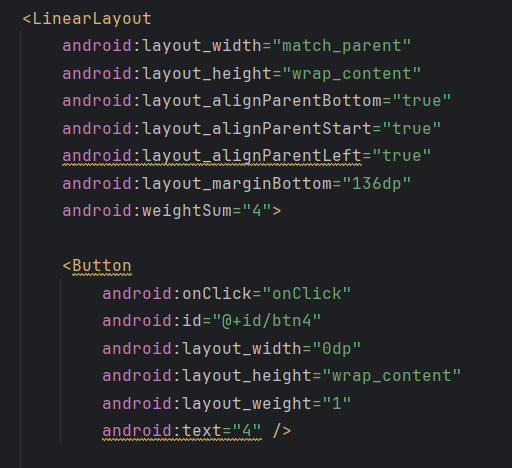 <LinearLayout
    android:layout_width="match_parent"
    android:layout_height="wrap_content"
    android:layout_alignParentBottom="true"
    android:layout_alignParentStart="true"
    android:layout_alignParentLeft="true"
    android:layout_marginBottom="136dp"
    android:weightSum="4">
    <Button
        android:onClick="onClick"
        android:id="@+id/btn4"
        android:layout_width="0dp"
        android:layout_height="wrap_content"
        android:layout_weight="1"
        android:text="4" />